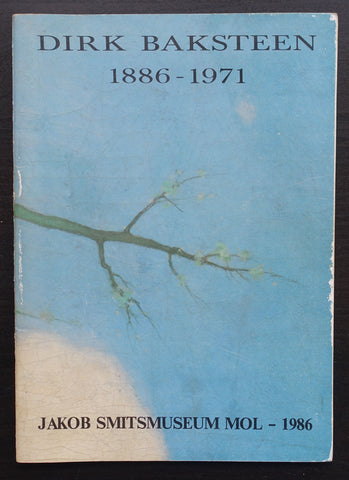 DIRK BAKSTEEN
1886-1971
JAKOB SMITSMUSEUM MOL - 1986